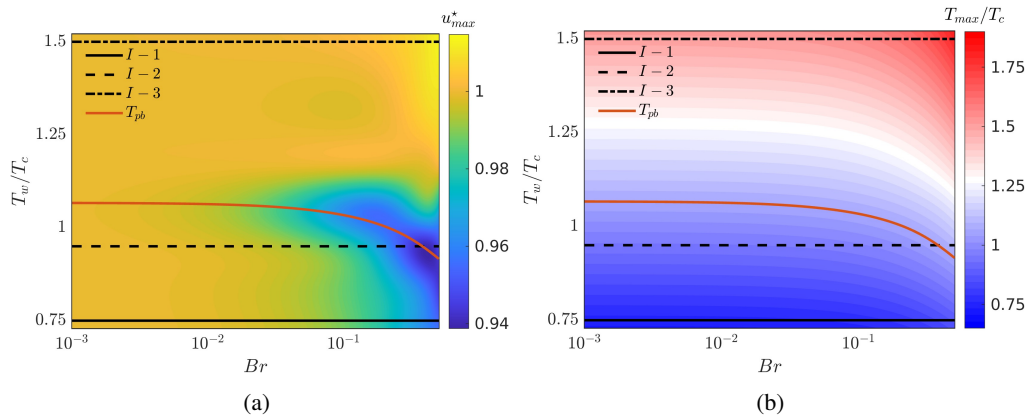 u*max
1.5
I − 1
I − 2
I − 3
Tpb
1.25
1
0.75
Tw/Tc
10−3
10−2
10−1
Br
1
0.98
0.96
0.94
(a)
Tmax/Tc
1.5
I − 1
I − 2
I − 3
Tpb
1.25
1
0.75
Tw/Tc
10−3
10−2
10−1
Br
1.75
1.5
1.25
1
0.75
(b)